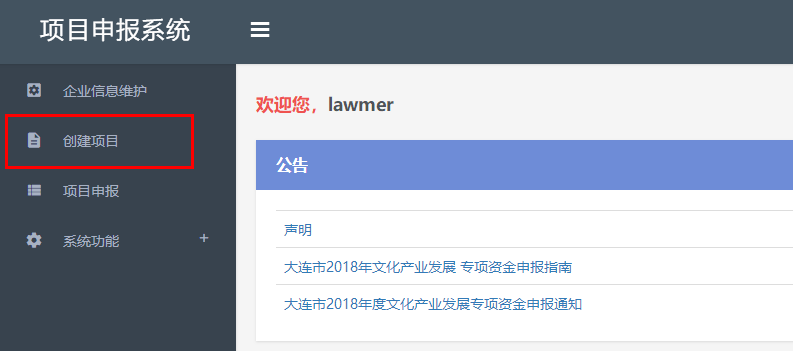 项目申报系统
企业信息维护
创建项目
项目申报
系统功能 +
欢迎您，lawmer
公告
声明
大连市2018年文化产业发展 专项资金申报指南
大连市2018年度文化产业发展专项资金申报通知